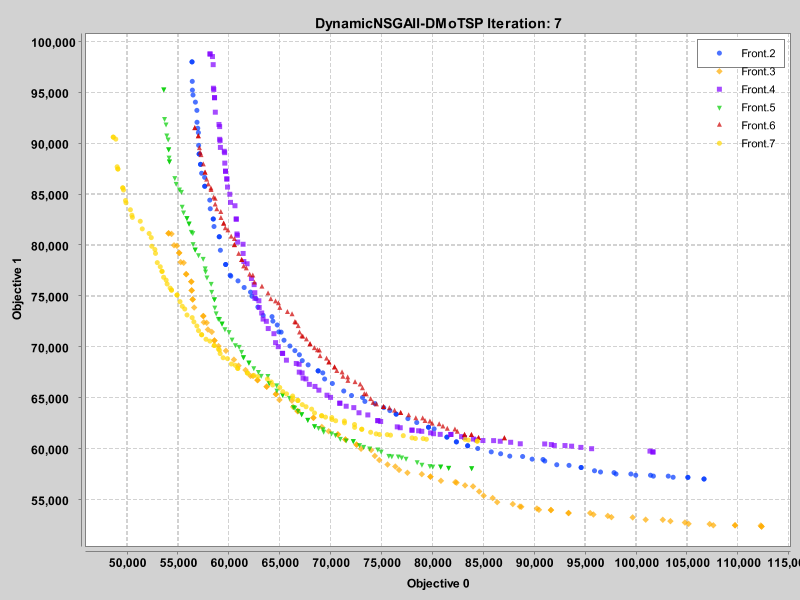 DynamicNSGAII-DMoTSP Iteration: 7
100,000
95,000
90,000
85,000
80,000
75,000
70,000
65,000
60,000
55,000
Objective 1
Front.2
Front.3
Front.4
Front.5
Front.6
Front.7
50,000 55,000 60,000 65,000 70,000 75,000 80,000 85,000 90,000 95,000 100,000 105,000 110,000 115,0
Objective 0